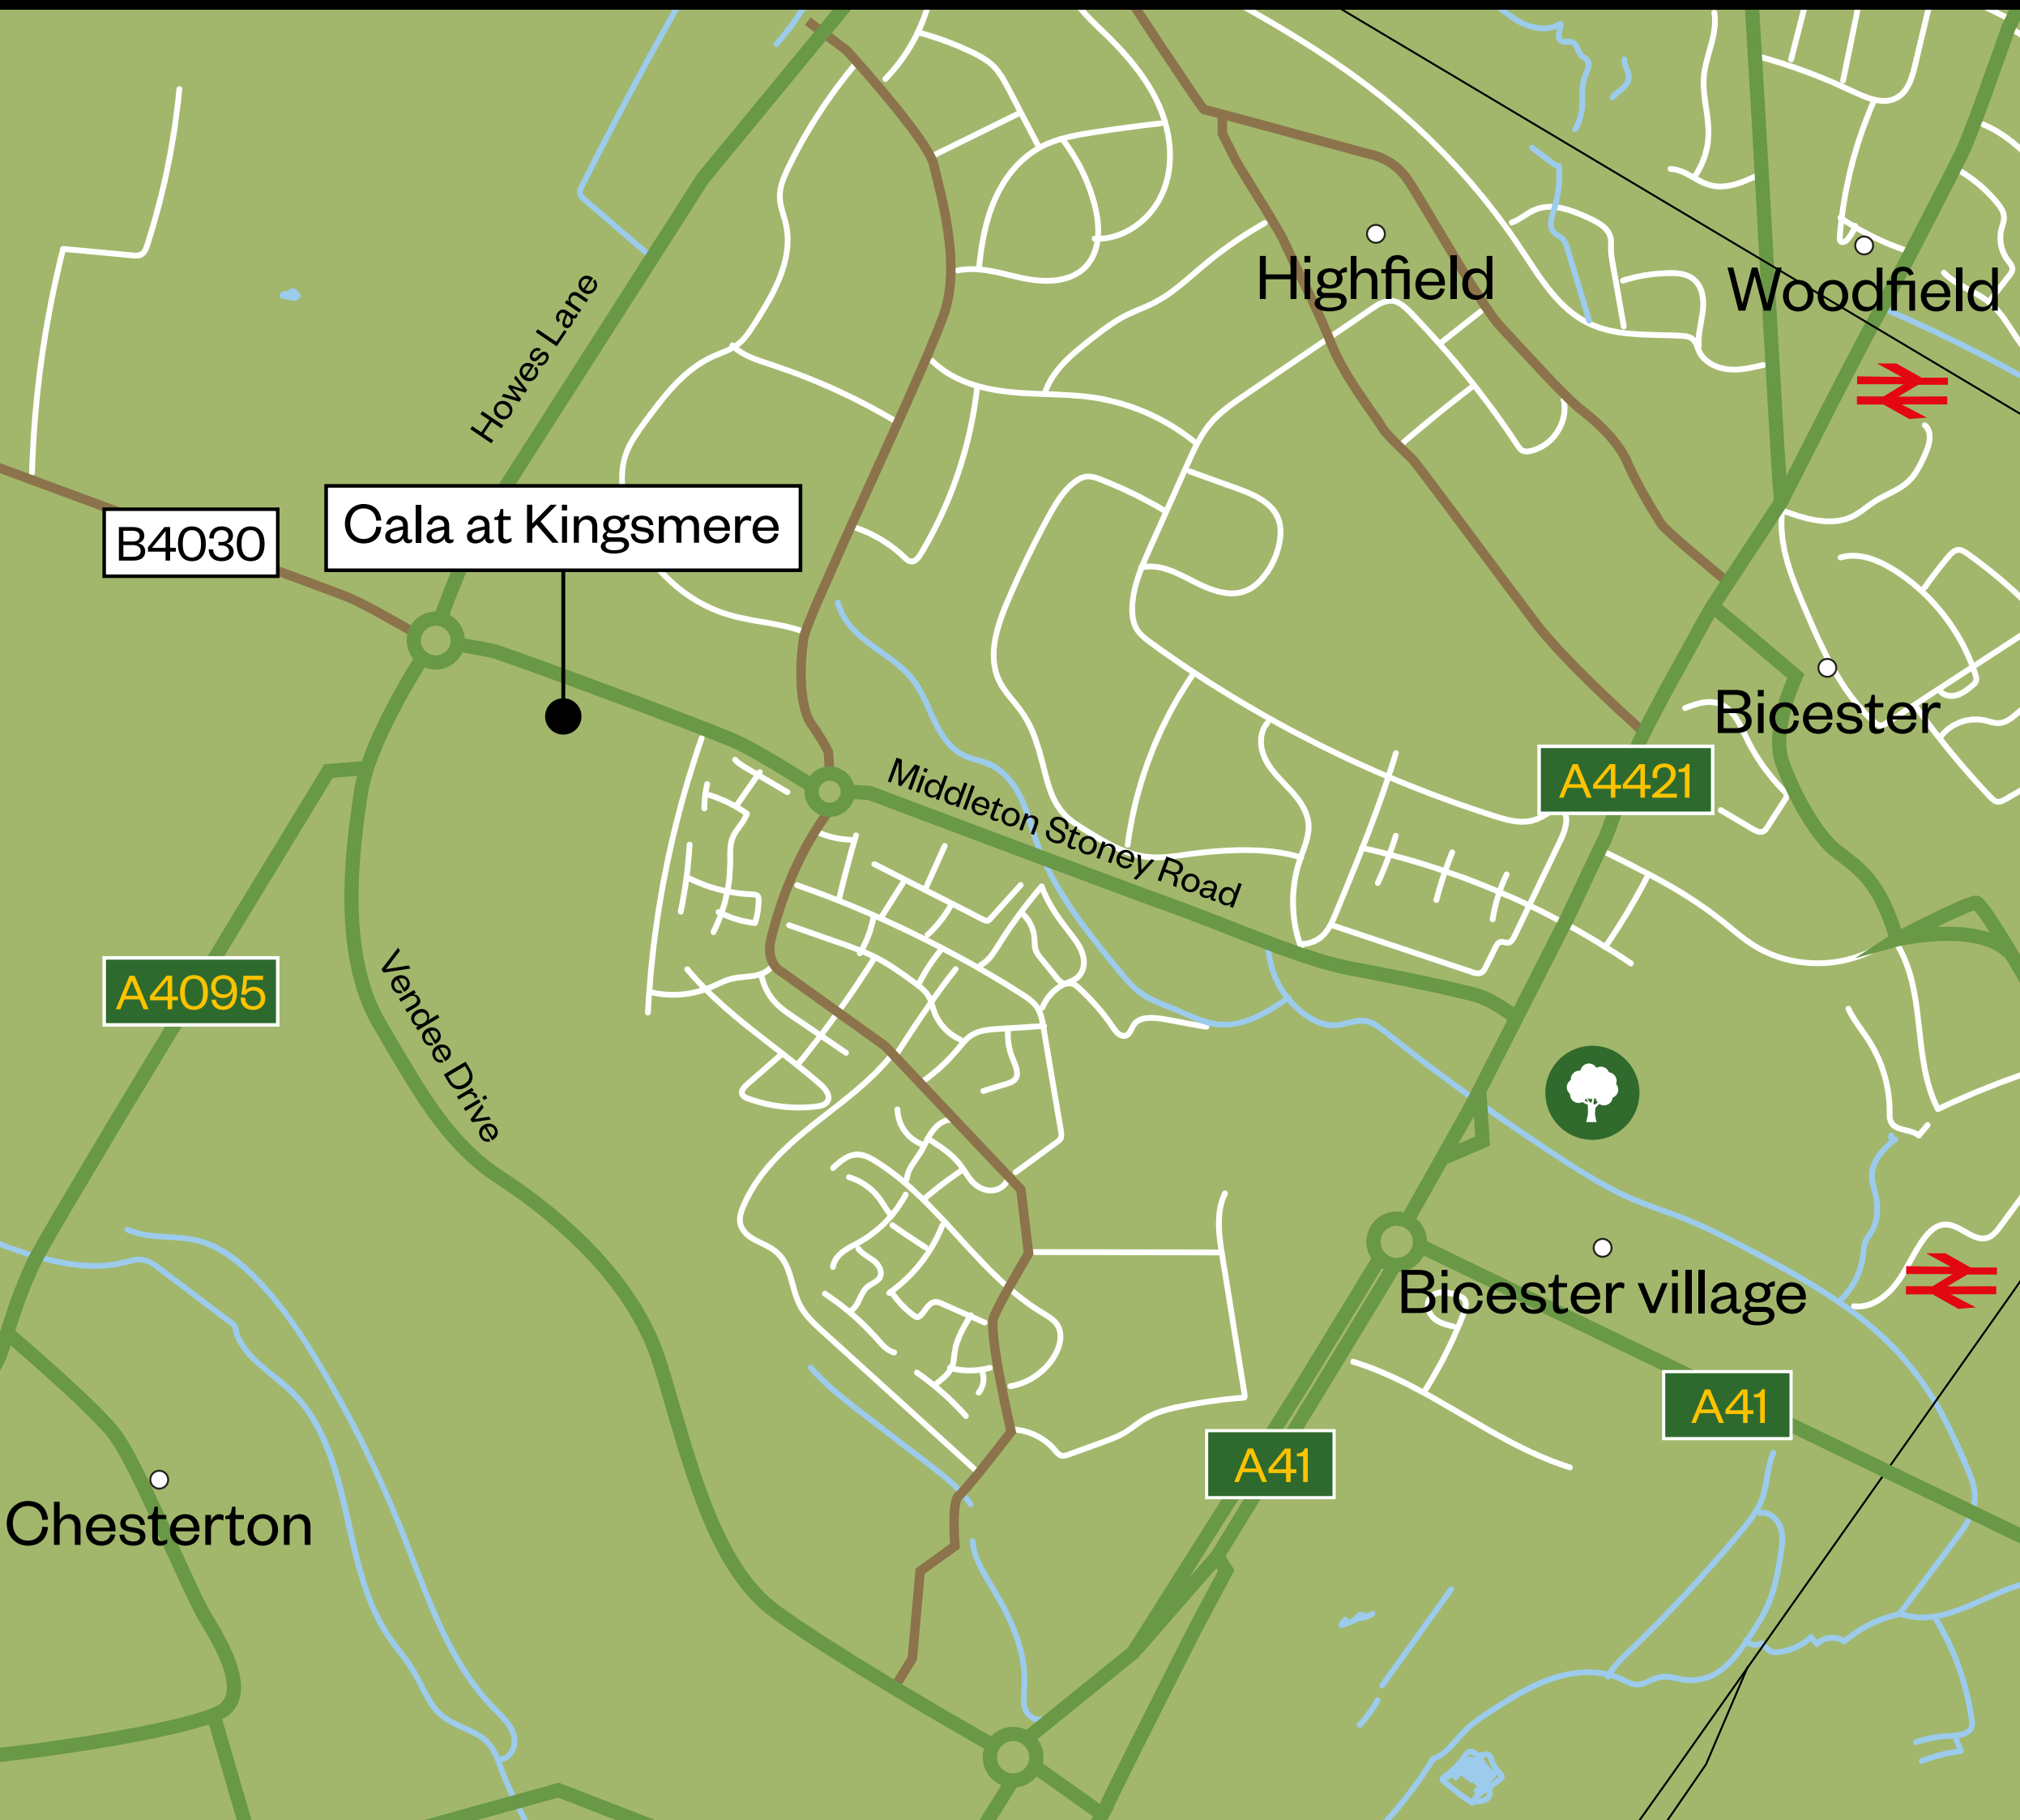 Highfield
Woodfield
Howes Lane
Cala at Kingsmere
B4030
Bicester
Middleton Stoney Road
A4421
A4095
Vendee Drive
Bicester village
A41
A41
Chesterton